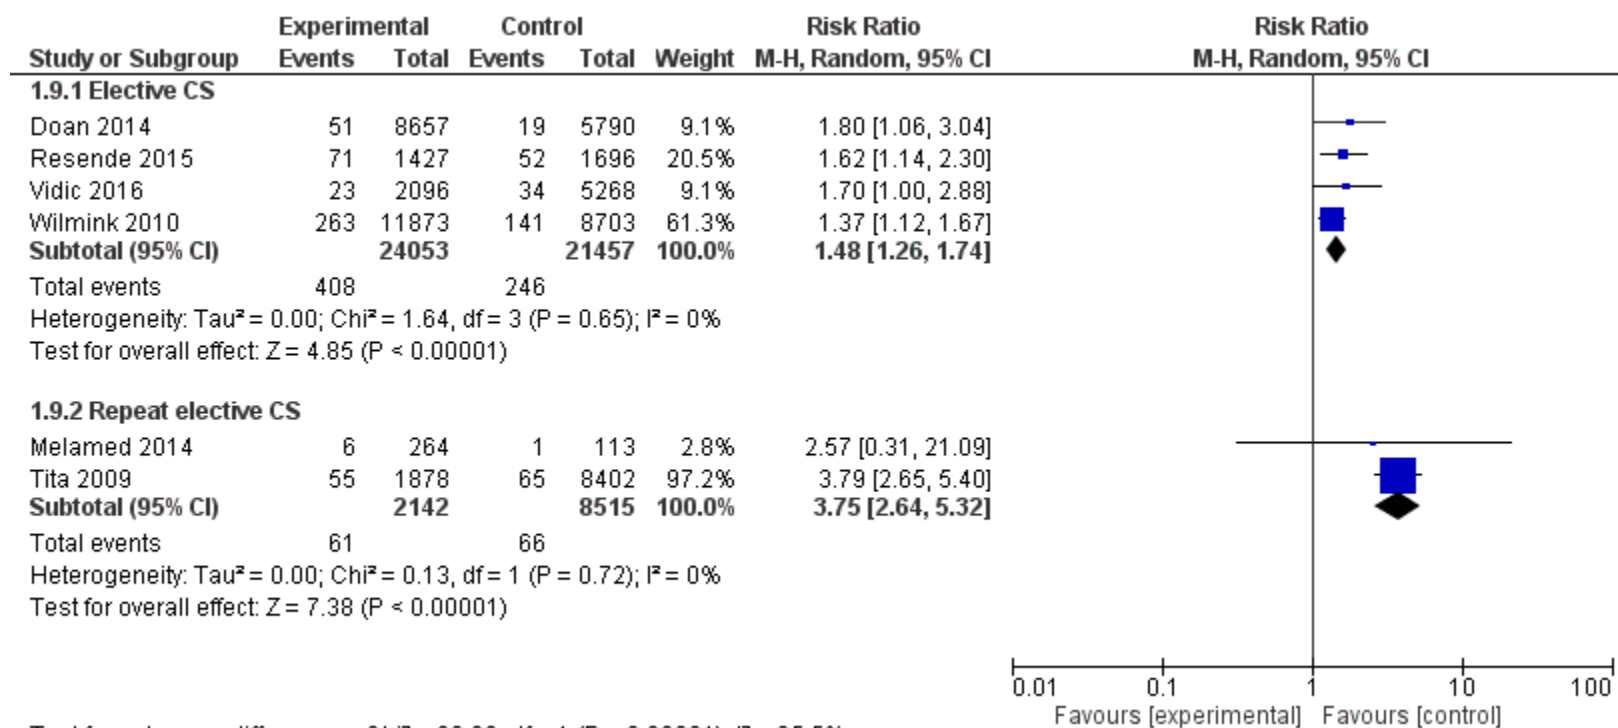 Experimental Control Risk Ratio Risk Ratio
Study or Subgroup Events Total Events Total Weight M-H, Random, 95% CI M-H, Random, 95% CI
1.9.1 Elective CS
Doan 2014 51 8657 19 5790 9.1% 1.80 [1.06, 3.04]
Resende 2015 71 1427 52 1696 20.5% 1.62 [1.14, 2.30]
Vidic 2016 23 2096 34 5268 9.1% 1.70 [1.00, 2.88]
Wilmink 2010 263 11873 141 8703 61.3% 1.37 [1.12, 1.67]
Subtotal (95% CI) 24053 21457 100.0% 1.48 [1.26, 1.74]
Total events 408 246
Heterogeneity: Tau² = 0.00; Chi² = 1.64, df = 3 (P = 0.65); I² = 0%
Test for overall effect: Z = 4.85 (P < 0.00001)
1.9.2 Repeat elective CS
Melamed 2014 6 264 1 113 2.8% 2.57 [0.31, 21.09]
Tita 2009 55 1878 65 8402 97.2% 3.79 [2.65, 5.40]
Subtotal (95% CI) 2142 8515 100.0% 3.75 [2.64, 5.32]
Total events 61 66
Heterogeneity: Tau² = 0.00; Chi² = 0.13, df = 1 (P = 0.72); I² = 0%
Test for overall effect: Z = 7.38 (P < 0.00001)
0.01 0.1 1 10 100
Favours [experimental] Favours [control]